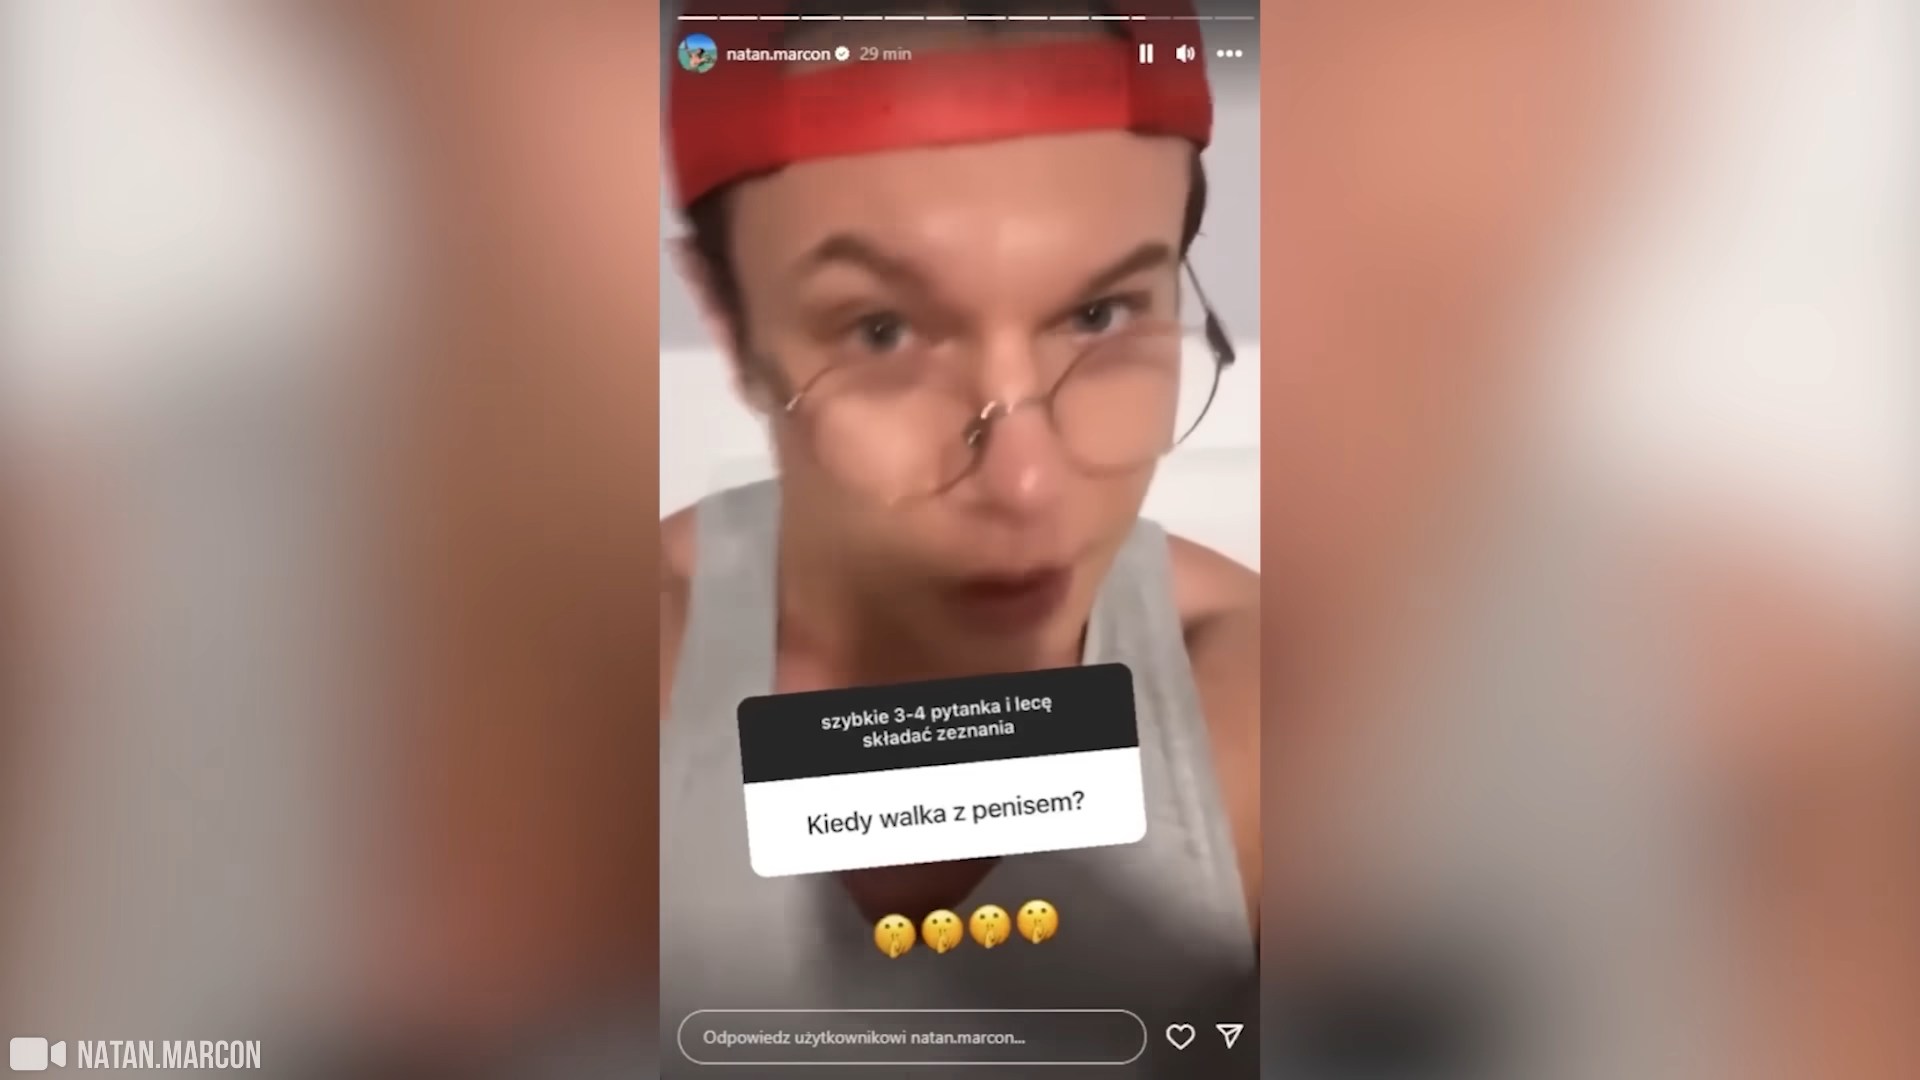 natan.marcon 29 min
szybkie 3-4 pytanka i lecę
składać zeznania
Kiedy walka z penisem?
Odpowiedz użytkownikowi natan.marcon...
NATAN.MARCON